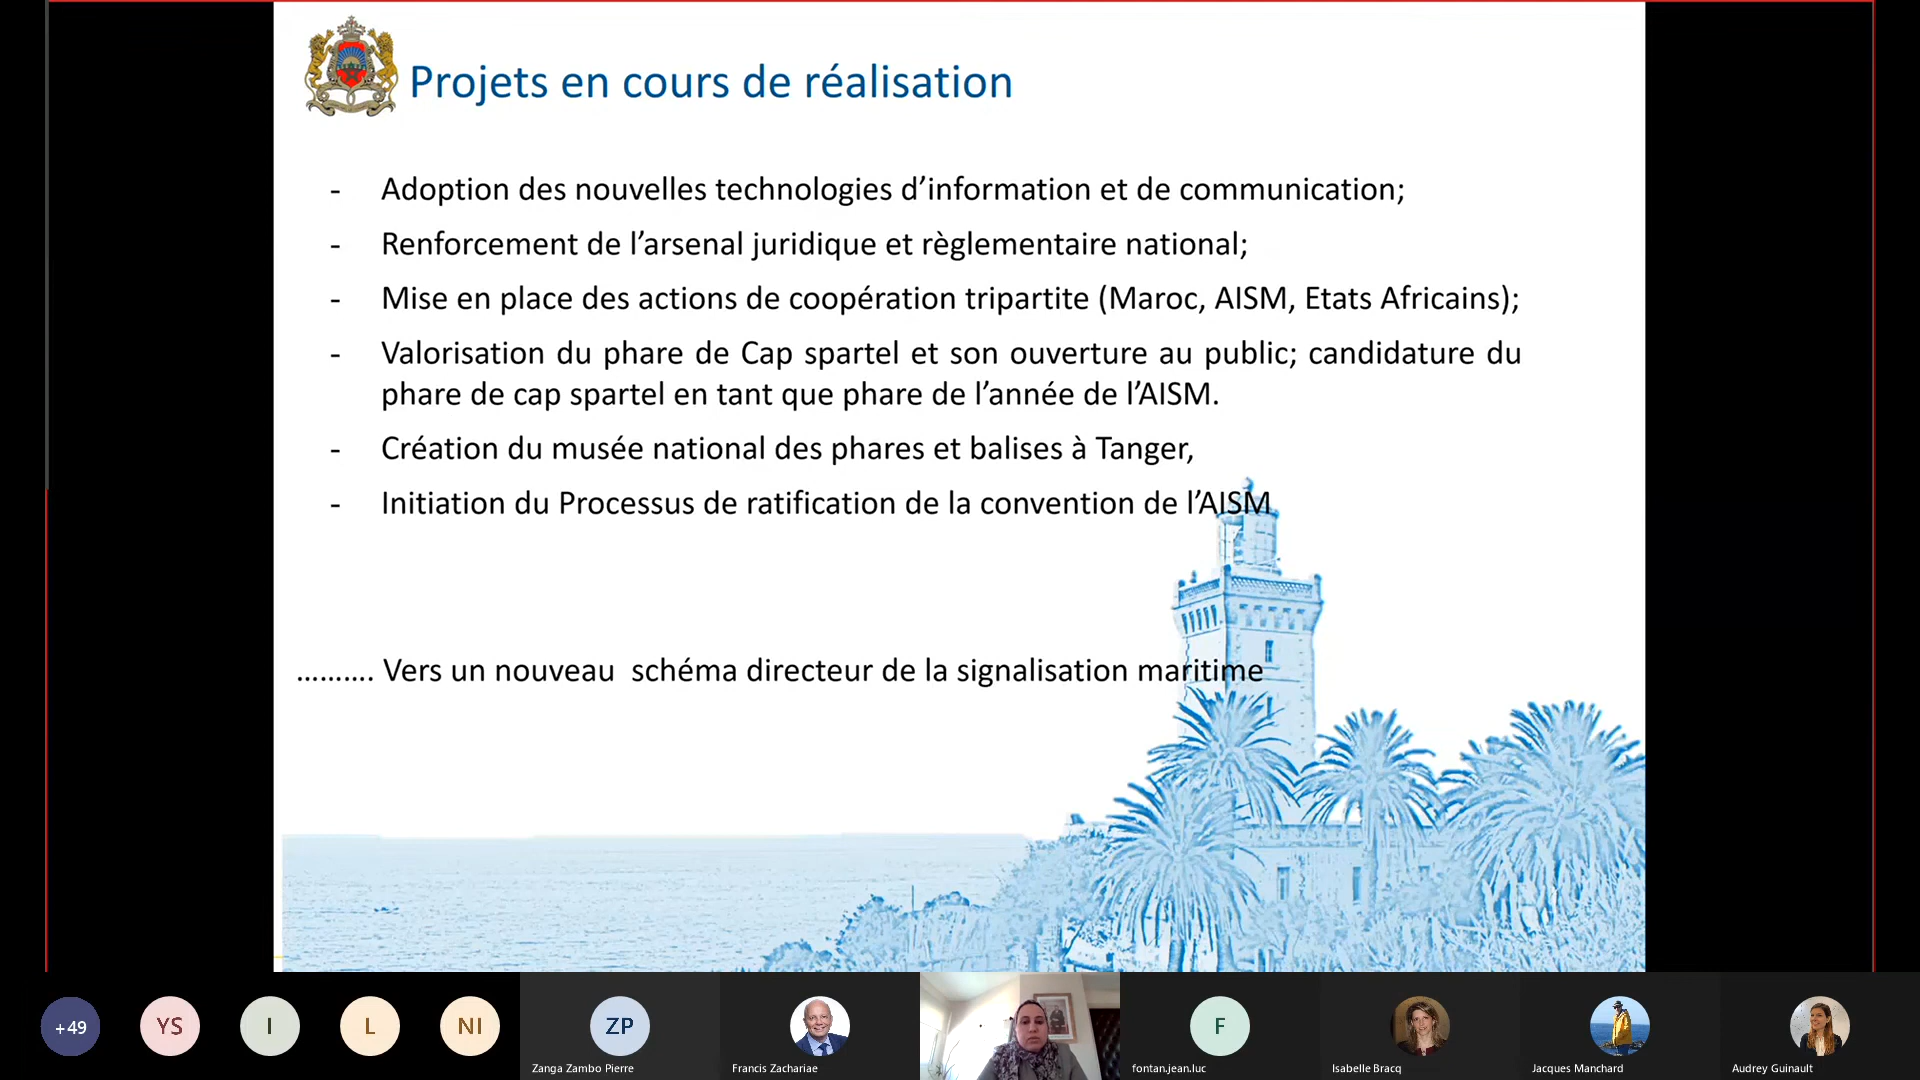 Projets en cours de réalisation
- Adoption des nouvelles technologies d’information et de communication;
- Renforcement de l’arsenal juridique et règlementaire national;
- Mise en place des actions de coopération tripartite (Maroc, AISM, Etats Africains);
- Valorisation du phare de Cap spartel et son ouverture au public; candidature du
phare de cap spartel en tant que phare de l’année de l’AISM.
- Création du musée national des phares et balises à Tanger,
- Initiation du Processus de ratification de la convention de l’AISM
.......... Vers un nouveau  schéma directeur de la signalisation maritime
+49
YS
I
L
NI
ZP
F
Zanga Zambo Pierre
Francis Zachariae
fontan.jean.luc
Isabelle Bracq
Jacques Manchard
Audrey Guinault